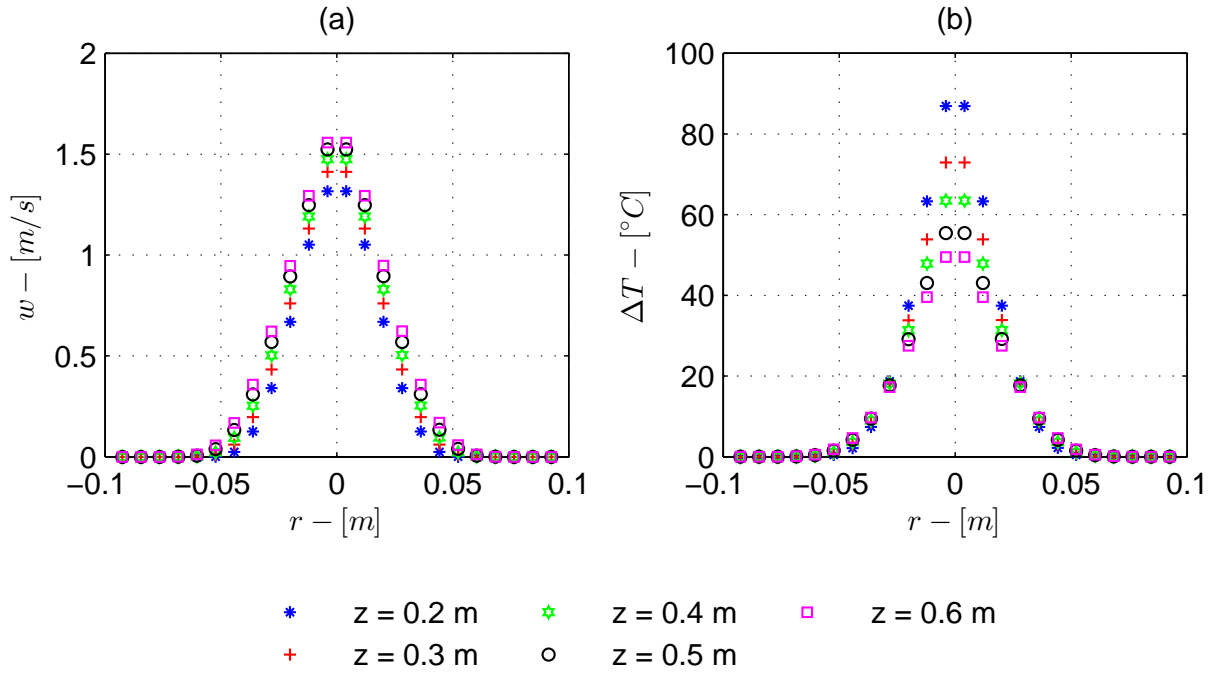 (a)
(b)
2
1.5
1
0.5
0
w − [m/s]
−0.1 −0.05 0 0.05 0.1
r − [m]
100
80
60
40
20
0
ΔT − [°C]
−0.1 −0.05 0 0.05 0.1
r − [m]
z = 0.2 m z = 0.4 m z = 0.6 m
z = 0.3 m z = 0.5 m